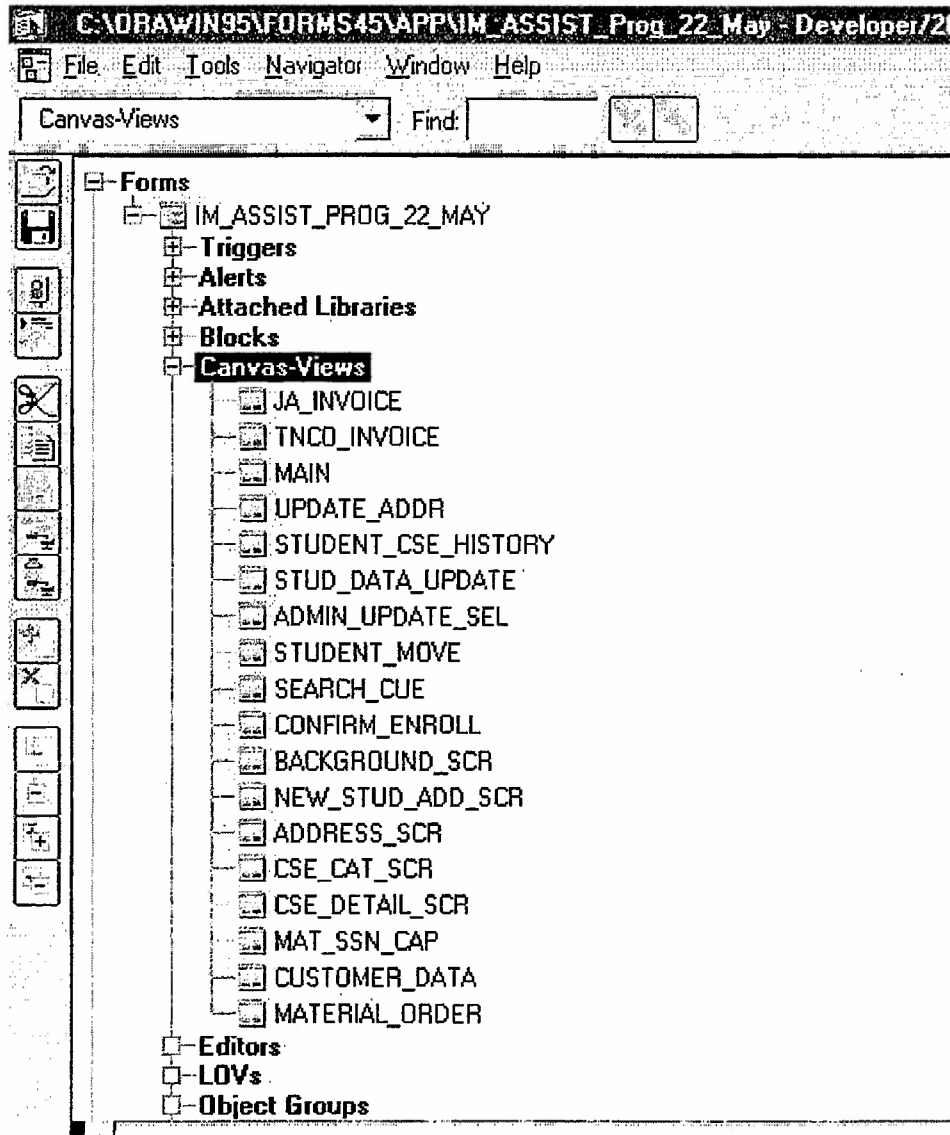 C:\ORAWIN95\FORMS45\APP\IM_ASSIST_Prog_22_May - Developer/2
File Edit Tools Navigator Window Help
Canvas-Views Find:
Forms
IM_ASSIST_PROG_22_MAY
Triggers
Alerts
Attached Libraries
Blocks
Canvas-Views
JA_INVOICE
TNCO_INVOICE
MAIN
UPDATE_ADDR
STUDENT_CSE_HISTORY
STUD_DATA_UPDATE
ADMIN_UPDATE_SEL
STUDENT_MOVE
SEARCH_CUE
CONFIRM_ENROLL
BACKGROUND_SCR
NEW_STUD_ADD_SCR
ADDRESS_SCR
CSE_CAT_SCR
CSE_DETAIL_SCR
MAT_SSN_CAP
CUSTOMER_DATA
MATERIAL_ORDER
Editors
LOVs
Object Groups